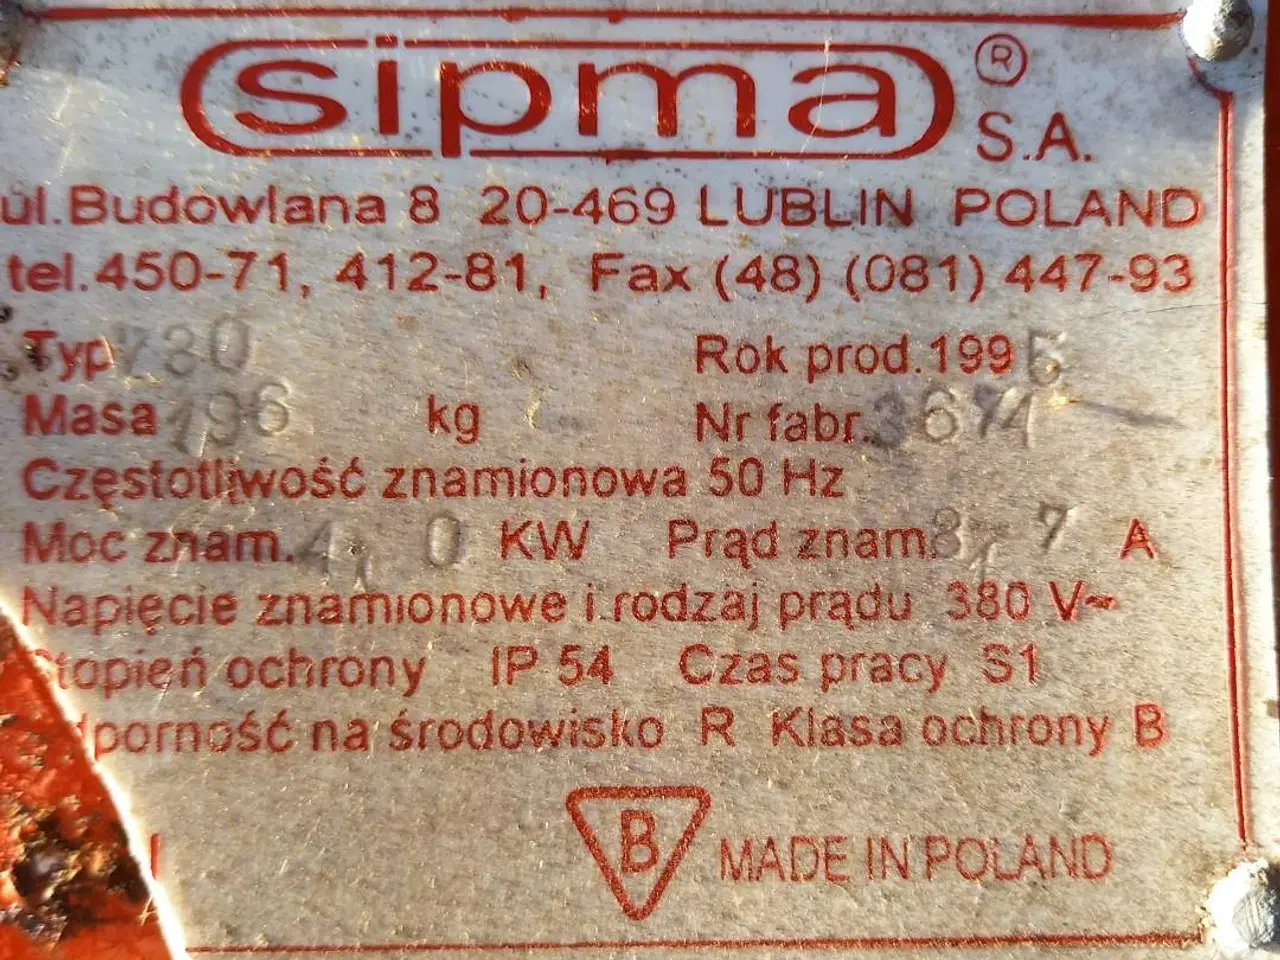 sipma ® S.A.
ul. Budowlana 8 20-469 LUBLIN POLAND
tel. 450-71, 412-81, Fax (48) (081) 447-93
Typ Rok prod. 199
Masa 196 kg Nr fabr.
Częstotliwość znamionowa 50 Hz
Moc znam. 4,0 KW Prąd znam. 8,7 A
Napięcie znamionowe i rodzaj prądu 380 V~
Stopień ochrony IP 54 Czas pracy S1
dporność na środowisko R Klasa ochrony B
B MADE IN POLAND